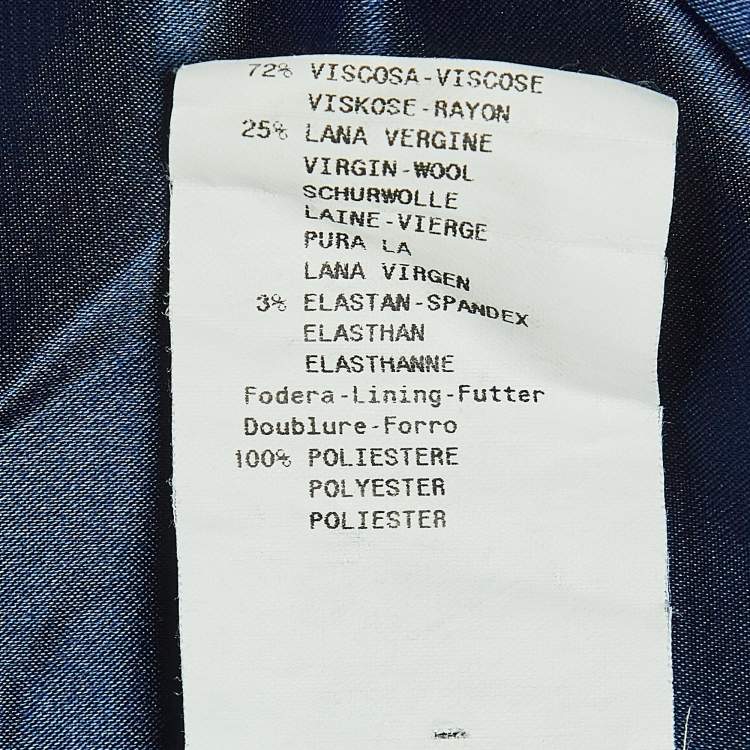 72% VISCOSA-VISCOSE
VISKOSE-RAYON
25% LANA VERGINE
VIRGIN-WOOL
SCHURWOLLE
LAINE-VIERGE
PURA LA
LANA VIRGEN
3% ELASTAN-SPANDEX
ELASTHAN
ELASTHANNE
Fodera-Lining-Futter
Doublure-Forro
100% POLIESTERE
POLYESTER
POLIESTER